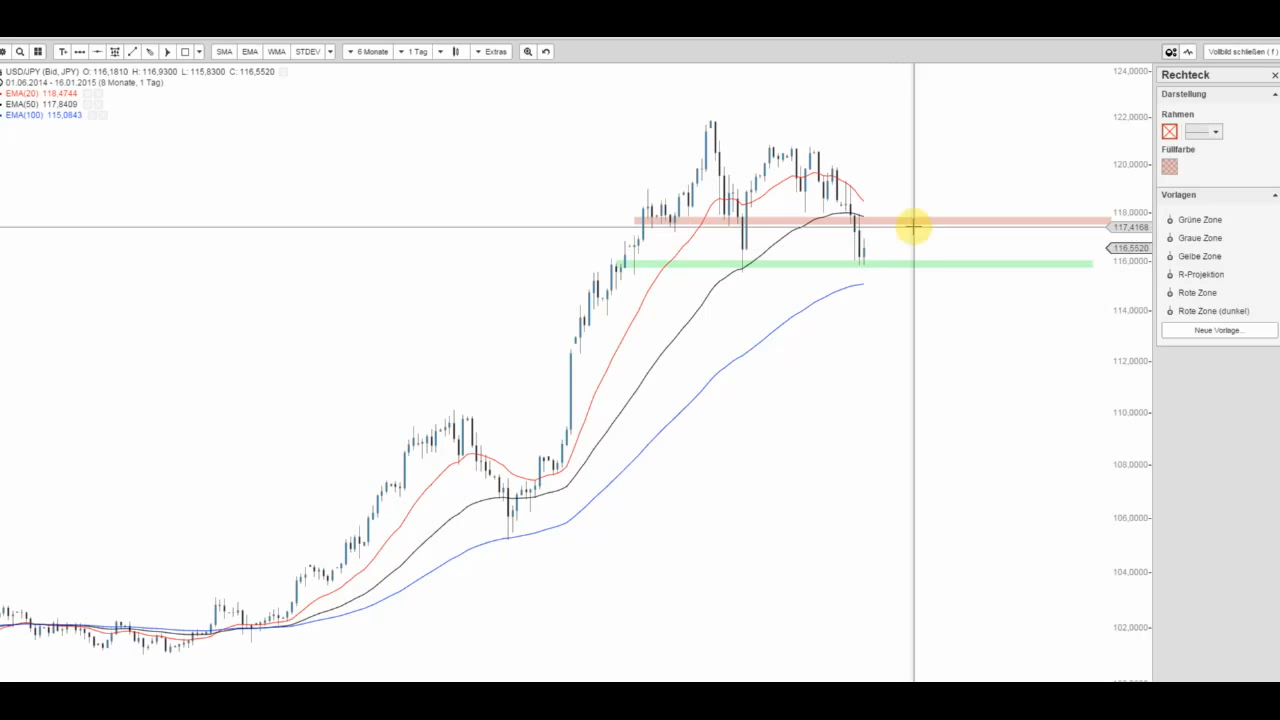 T+ SMA EMA WMA STDEV 6 Monate 1 Tag Extras Vollbild schließen ( f )
USD/JPY (Bid, JPY) O: 116,1810 H: 116,9300 L: 115,8300 C: 116,5520
01.06.2014 - 16.01.2015 (8 Monate, 1 Tag)
EMA(20) 118,4744
EMA(50) 117,8409
EMA(100) 115,0843
124,0000
122,0000
120,0000
118,0000
117,4168
116,5520
116,0000
114,0000
112,0000
110,0000
108,0000
106,0000
104,0000
102,0000
Rechteck
Darstellung
Rahmen
Füllfarbe
Vorlagen
Grüne Zone
Graue Zone
Gelbe Zone
R-Projektion
Rote Zone
Rote Zone (dunkel)
Neue Vorlage...